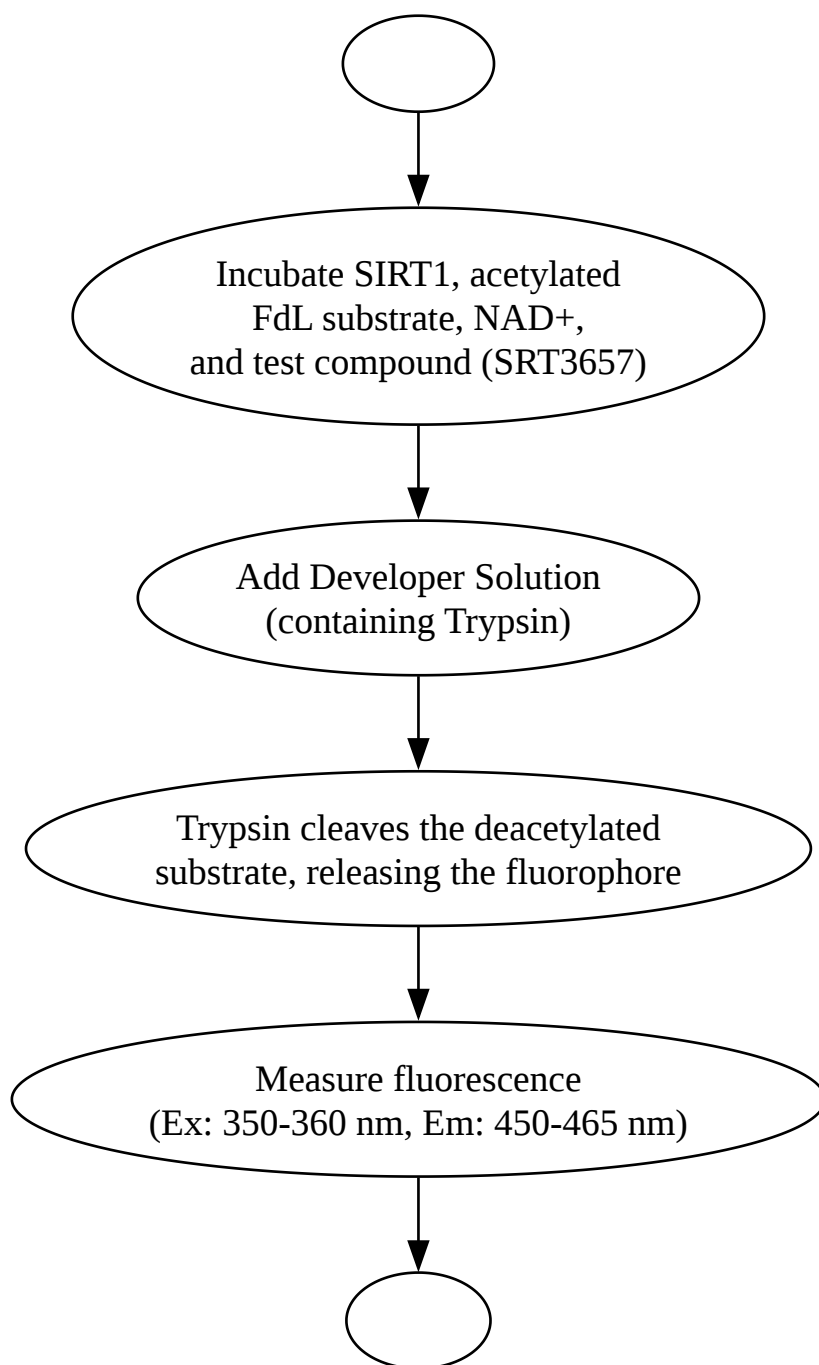 Incubate SIRT1, acetylated
FdL substrate, NAD+,
and test compound (SRT3657)
Add Developer Solution
(containing Trypsin)
Trypsin cleaves the deacetylated
substrate, releasing the fluorophore
Measure fluorescence
(Ex: 350-360 nm, Em: 450-465 nm)